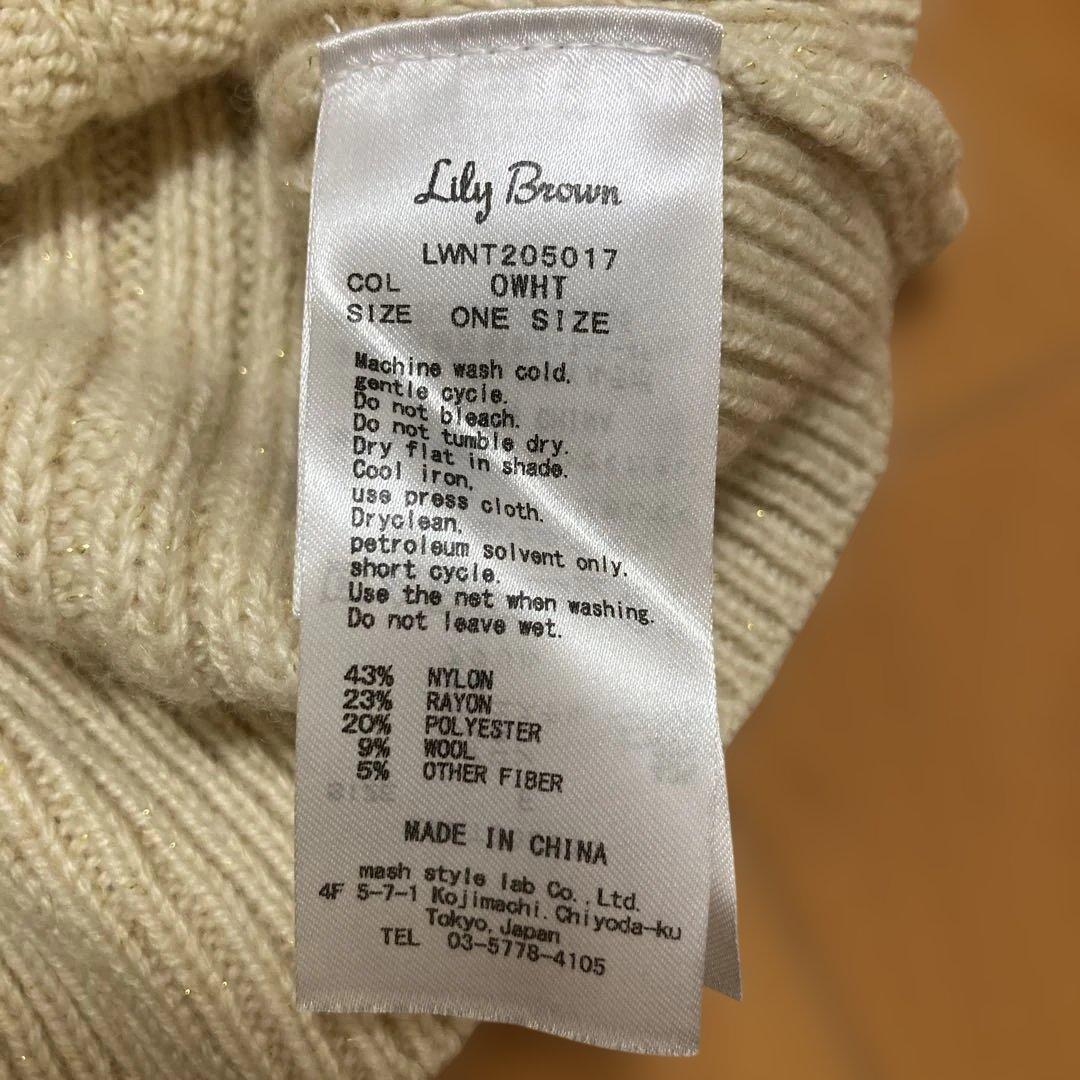 Lily Brown
LWNT205017
COL OWHT
SIZE ONE SIZE
Machine wash cold.
gentle cycle.
Do not bleach.
Do not tumble dry.
Dry flat in shade.
Cool iron.
use press cloth.
Dryclean.
petroleum solvent only.
short cycle.
Use the net when washing.
Do not leave wet.
43% NYLON
23% RAYON
20% POLYESTER
9% WOOL
5% OTHER FIBER
MADE IN CHINA
mash style lab Co., Ltd.
4F 5-7-1 Kojimachi. Chiyoda-ku
Tokyo, Japan
TEL 03-5778-4105